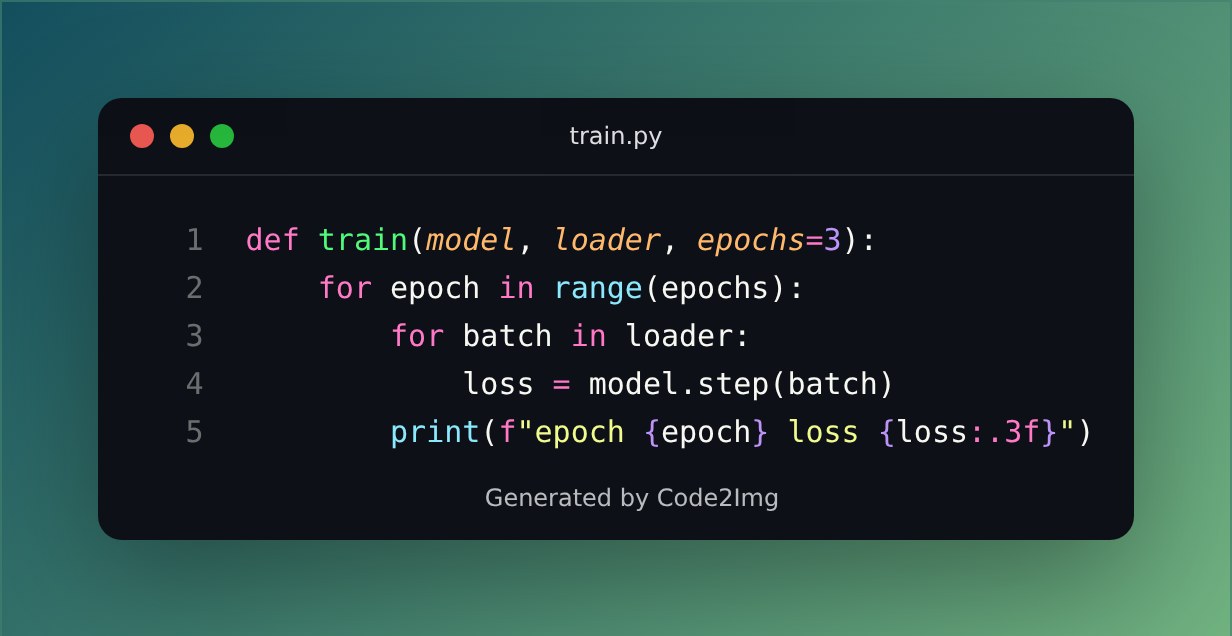 train.py
1 def train(model, loader, epochs=3):
2     for epoch in range(epochs):
3         for batch in loader:
4             loss = model.step(batch)
5         print(f"epoch {epoch} loss {loss:.3f}")
Generated by Code2Img